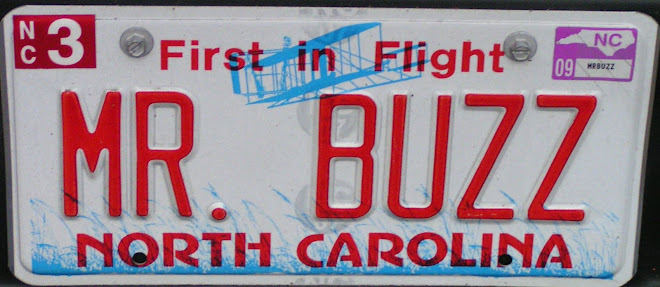 NC 3 First in Flight NC
09 MRBUZZ
MR. BUZZ
NORTH CAROLINA